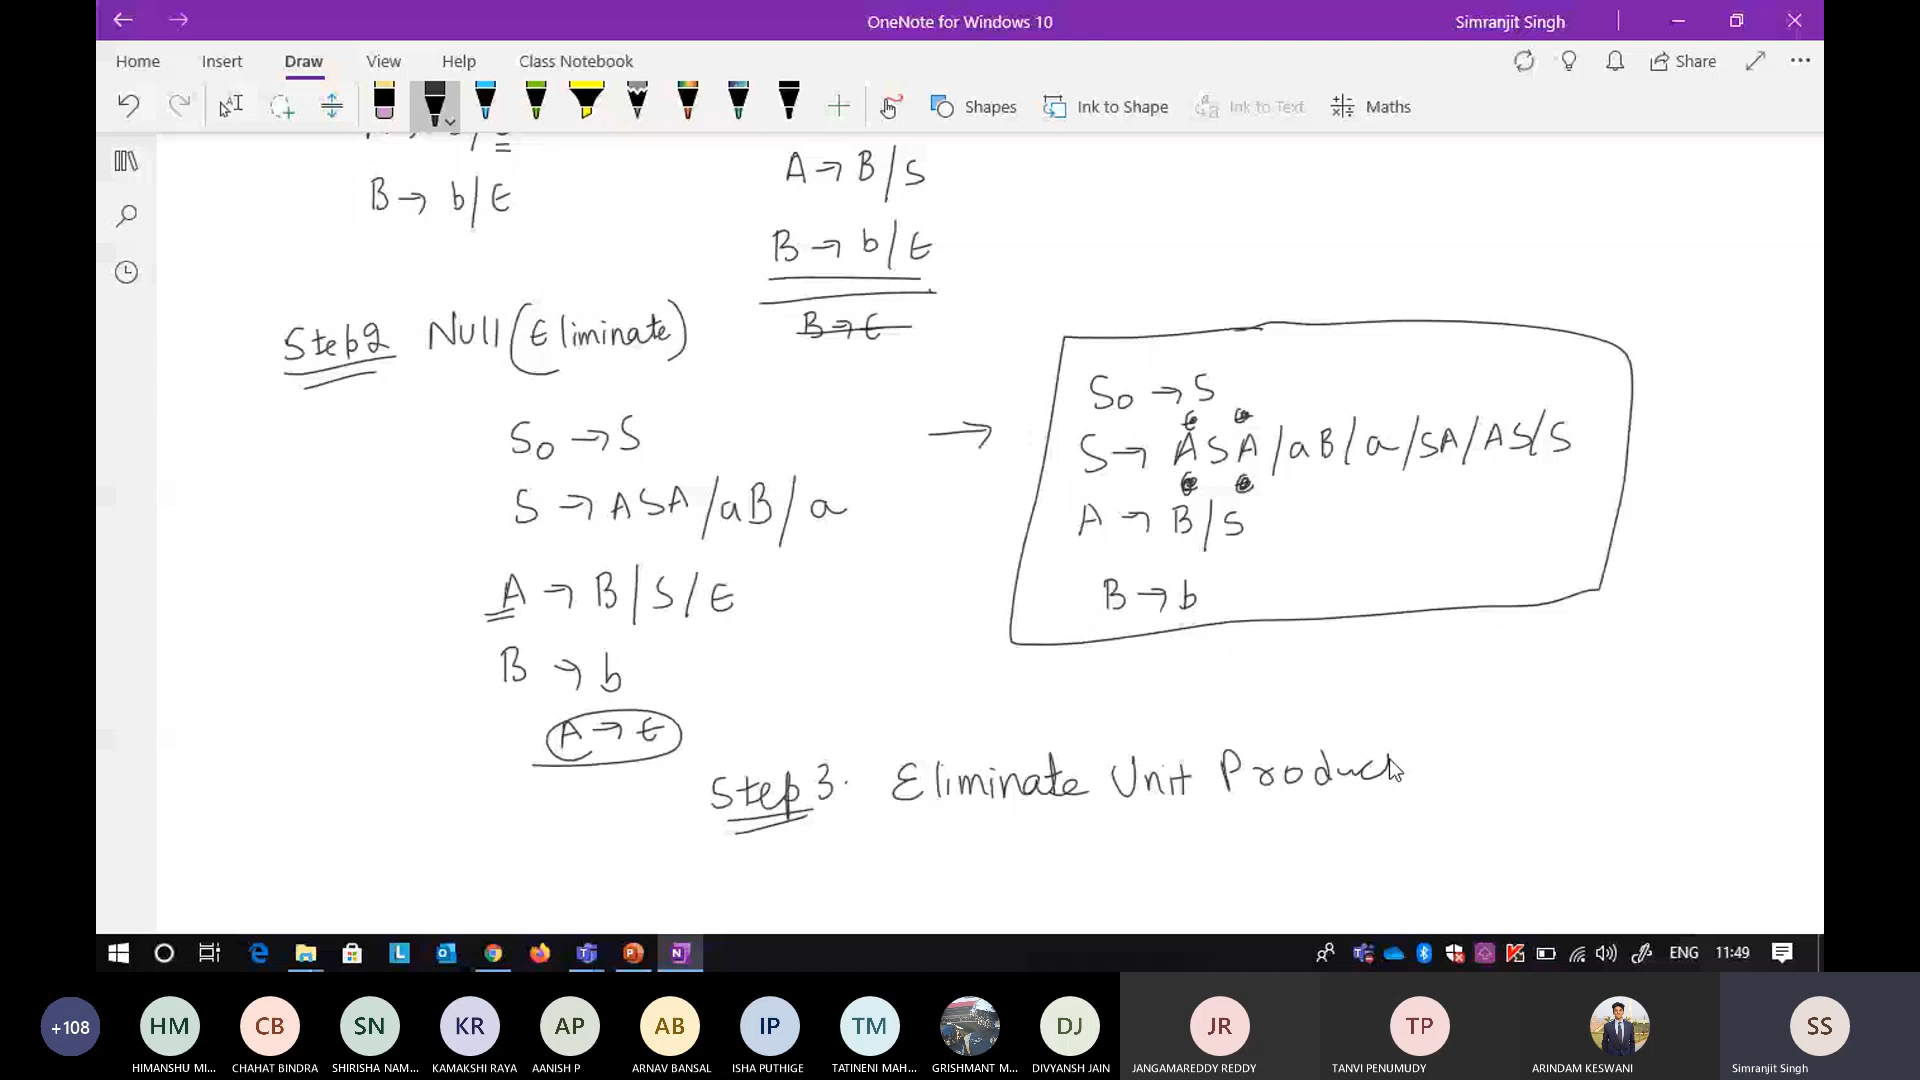 OneNote for Windows 10
Simranjit Singh
Home Insert Draw View Help Class Notebook
Share
Shapes Ink to Shape Ink to Text Maths
B → b/E
A → B/S
B → b/E
B → E
Step 2 Null (Eliminate)
S0 → S
S → ASA/aB/a
A → B/S/E
B → b
A → E
S0 → S
S → ASA/aB/a/SA/AS/S
A → B/S
B → b
Step 3. Eliminate Unit Product
ENG 11:49
+108 HM CB SN KR AP AB IP TM DJ JR TP SS
HIMANSHU MI... CHAHAT BINDRA SHIRISHA NAM... KAMAKSHI RAYA AANISH P ARNAV BANSAL ISHA PUTHIGE TATINENI MAH... GRISHMANT M... DIVYANSH JAIN JANGAMAREDDY REDDY TANVI PENUMUDY ARINDAM KESWANI Simranjit Singh